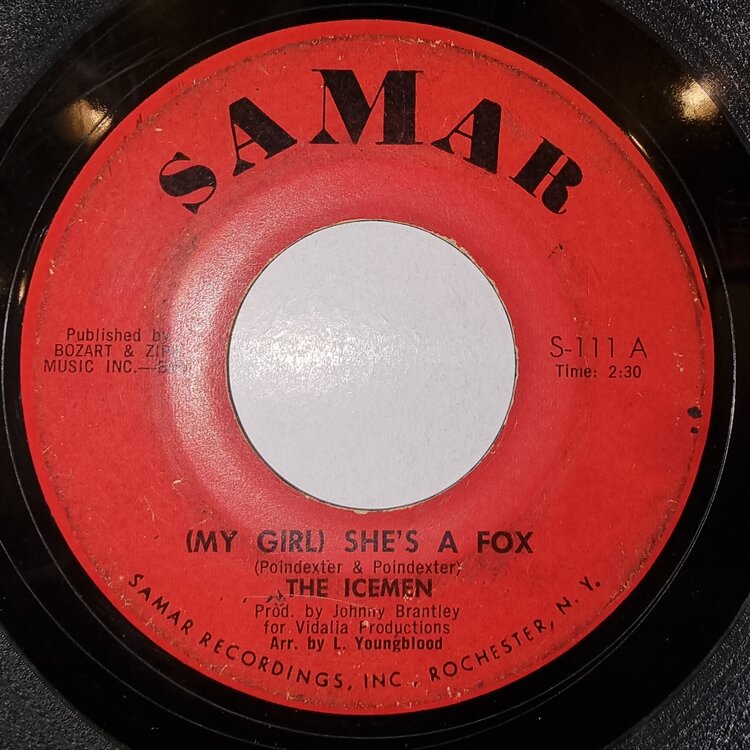 SAMAR
Published by
BOZART &
MUSIC INC.—
S-111 A
Time: 2:30
(MY GIRL) SHE'S A FOX
(Poindexter & Poindexter)
THE ICEMEN
Prod. by Johnny Brantley
for Vidalia Productions
Arr. by L. Youngblood
SAMAR RECORDINGS, INC., ROCHESTER, N. Y.